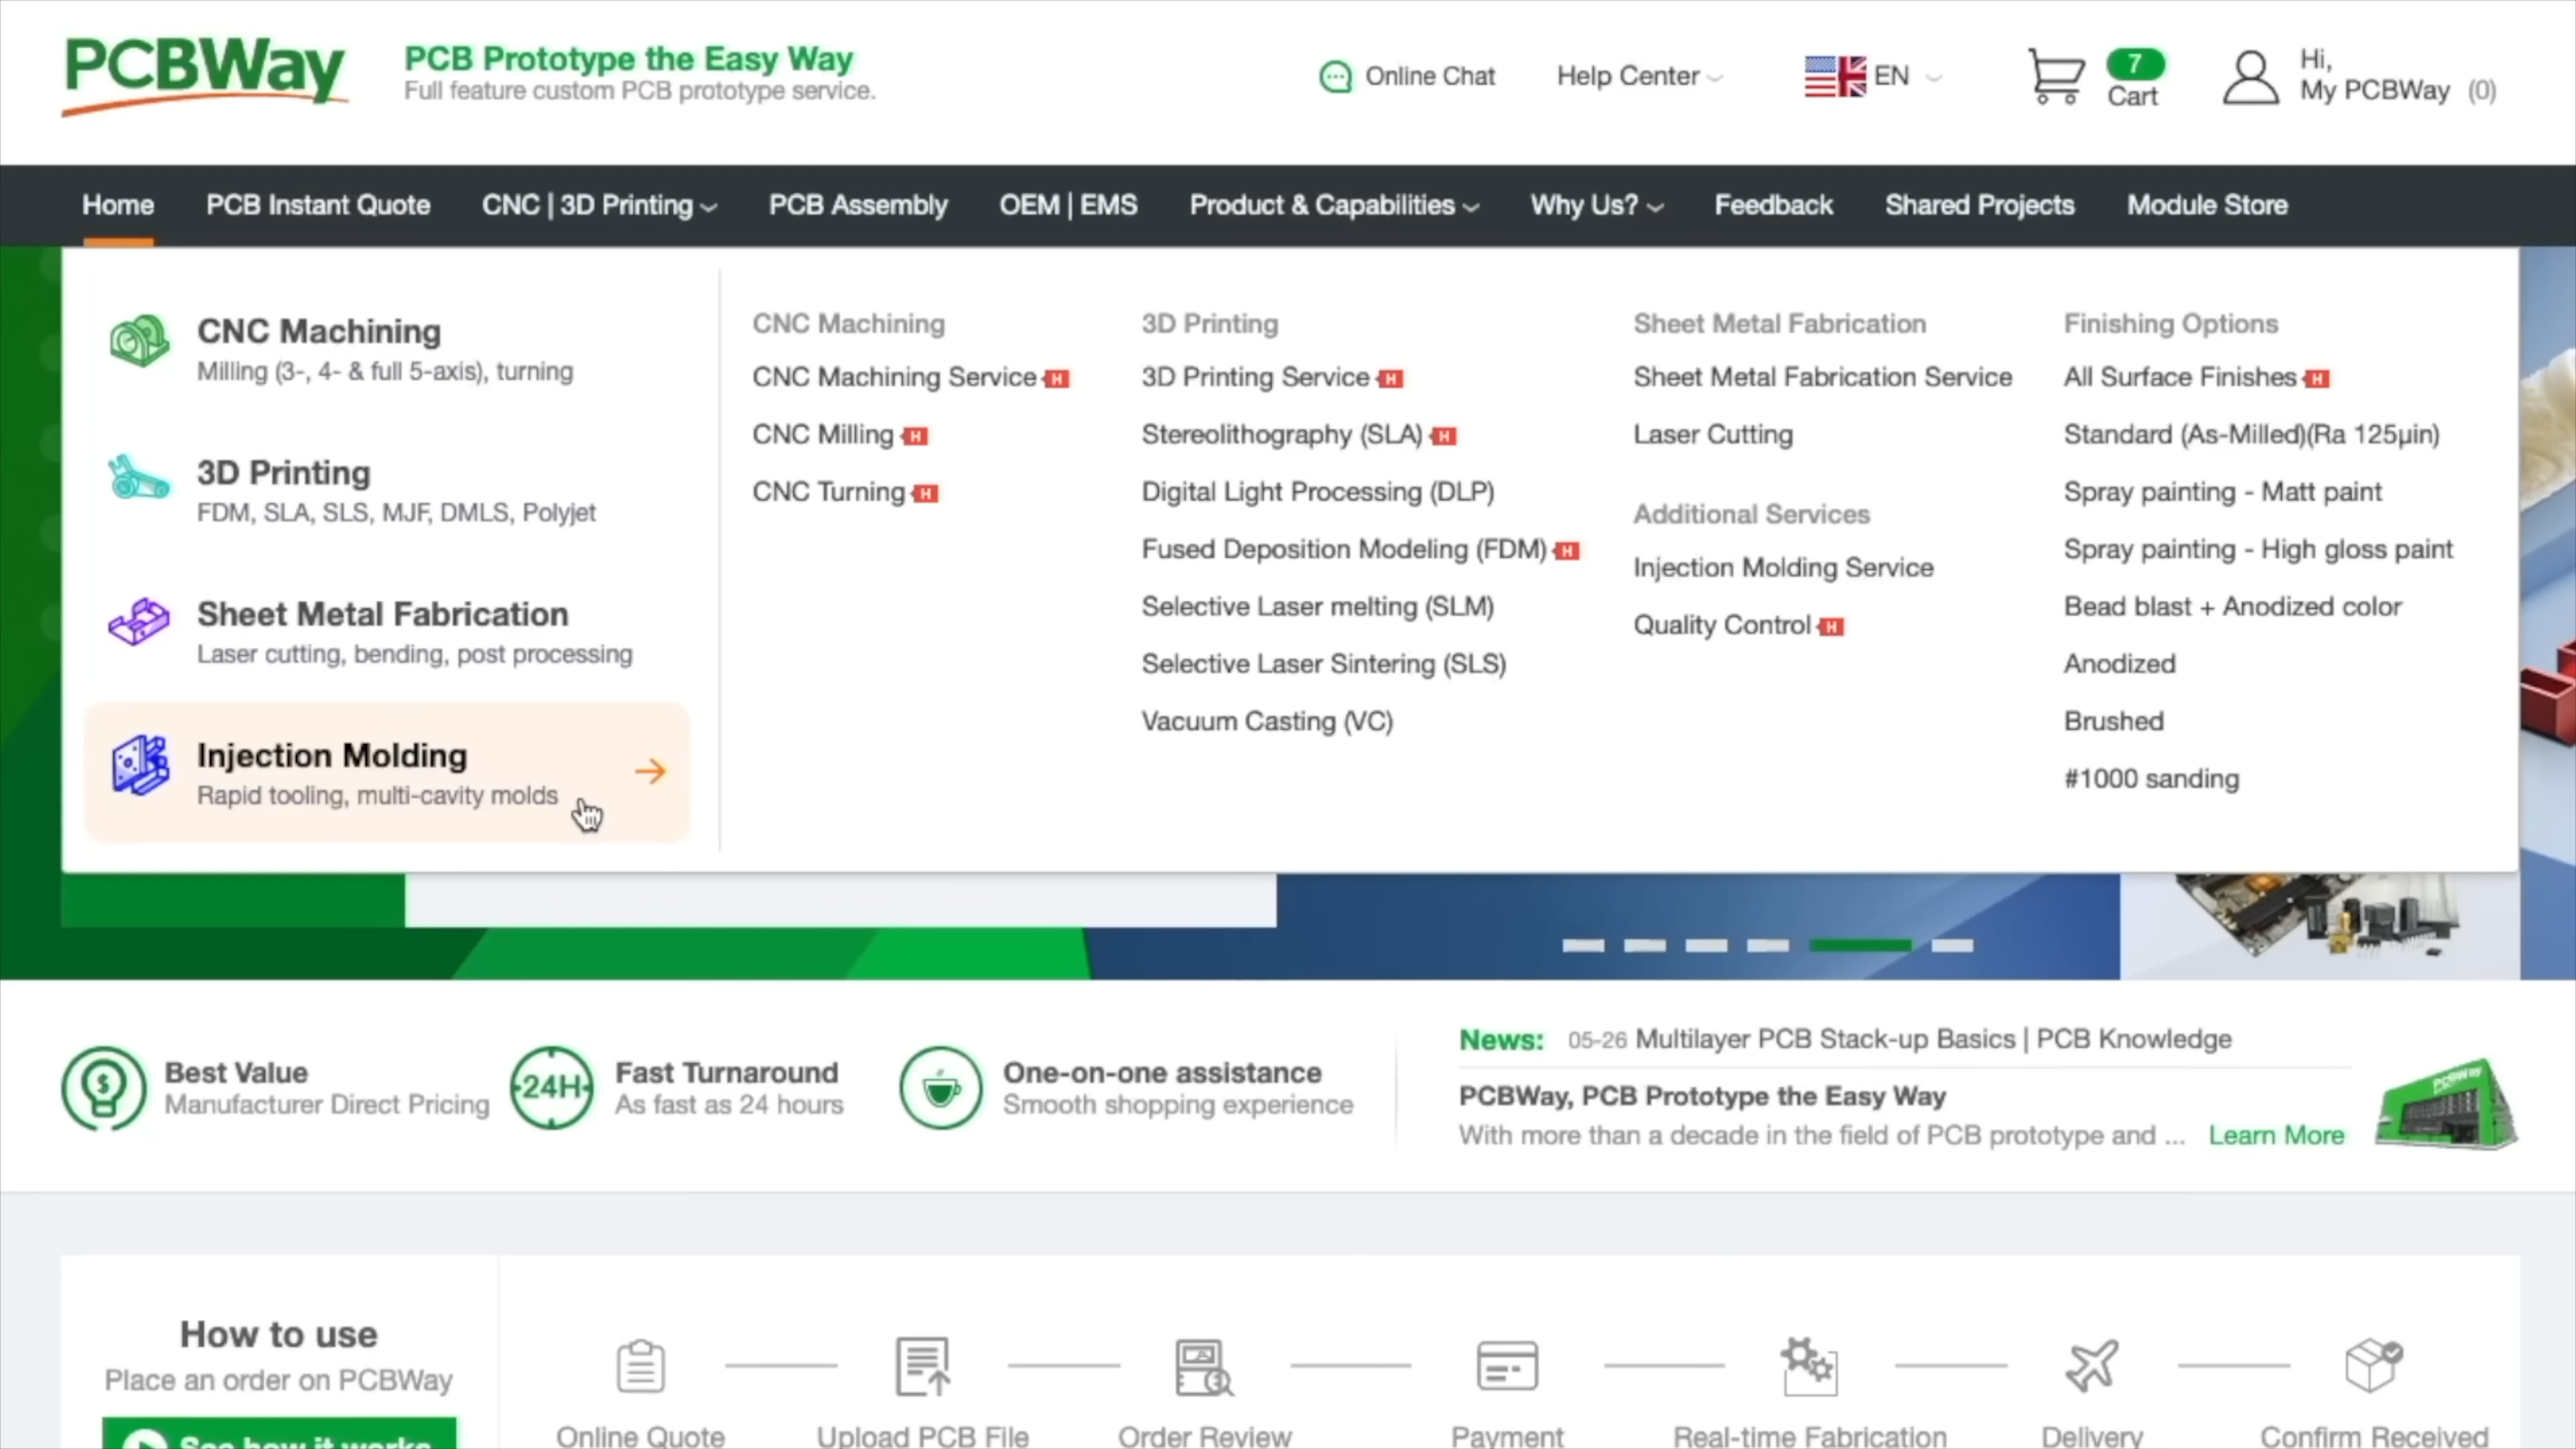 PCBWay
PCB Prototype the Easy Way
Full feature custom PCB prototype service.
Online Chat
Help Center
EN
7
Cart
Hi,
My PCBWay (0)
Home
PCB Instant Quote
CNC | 3D Printing
PCB Assembly
OEM | EMS
Product & Capabilities
Why Us?
Feedback
Shared Projects
Module Store
CNC Machining
Milling (3-, 4- & full 5-axis), turning
3D Printing
FDM, SLA, SLS, MJF, DMLS, Polyjet
Sheet Metal Fabrication
Laser cutting, bending, post processing
Injection Molding
Rapid tooling, multi-cavity molds
CNC Machining
CNC Machining Service H
CNC Milling H
CNC Turning H
3D Printing
3D Printing Service H
Stereolithography (SLA) H
Digital Light Processing (DLP)
Fused Deposition Modeling (FDM) H
Selective Laser melting (SLM)
Selective Laser Sintering (SLS)
Vacuum Casting (VC)
Sheet Metal Fabrication
Sheet Metal Fabrication Service
Laser Cutting
Additional Services
Injection Molding Service
Quality Control H
Finishing Options
All Surface Finishes H
Standard (As-Milled)(Ra 125µin)
Spray painting - Matt paint
Spray painting - High gloss paint
Bead blast + Anodized color
Anodized
Brushed
#1000 sanding
Best Value
Manufacturer Direct Pricing
24H
Fast Turnaround
As fast as 24 hours
One-on-one assistance
Smooth shopping experience
News: 05-26 Multilayer PCB Stack-up Basics | PCB Knowledge
PCBWay, PCB Prototype the Easy Way
With more than a decade in the field of PCB prototype and ... Learn More
PCBWay
How to use
Place an order on PCBWay
See how it works
Online Quote
Upload PCB File
Order Review
Payment
Real-time Fabrication
Delivery
Confirm Received